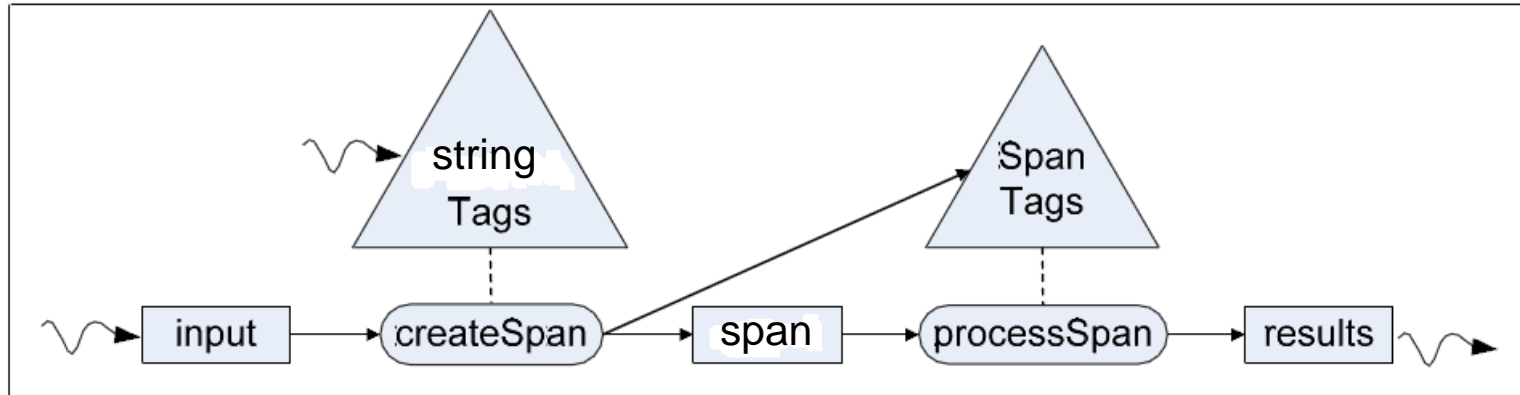 string
Tags
Span
Tags
input
createSpan
span
processSpan
results